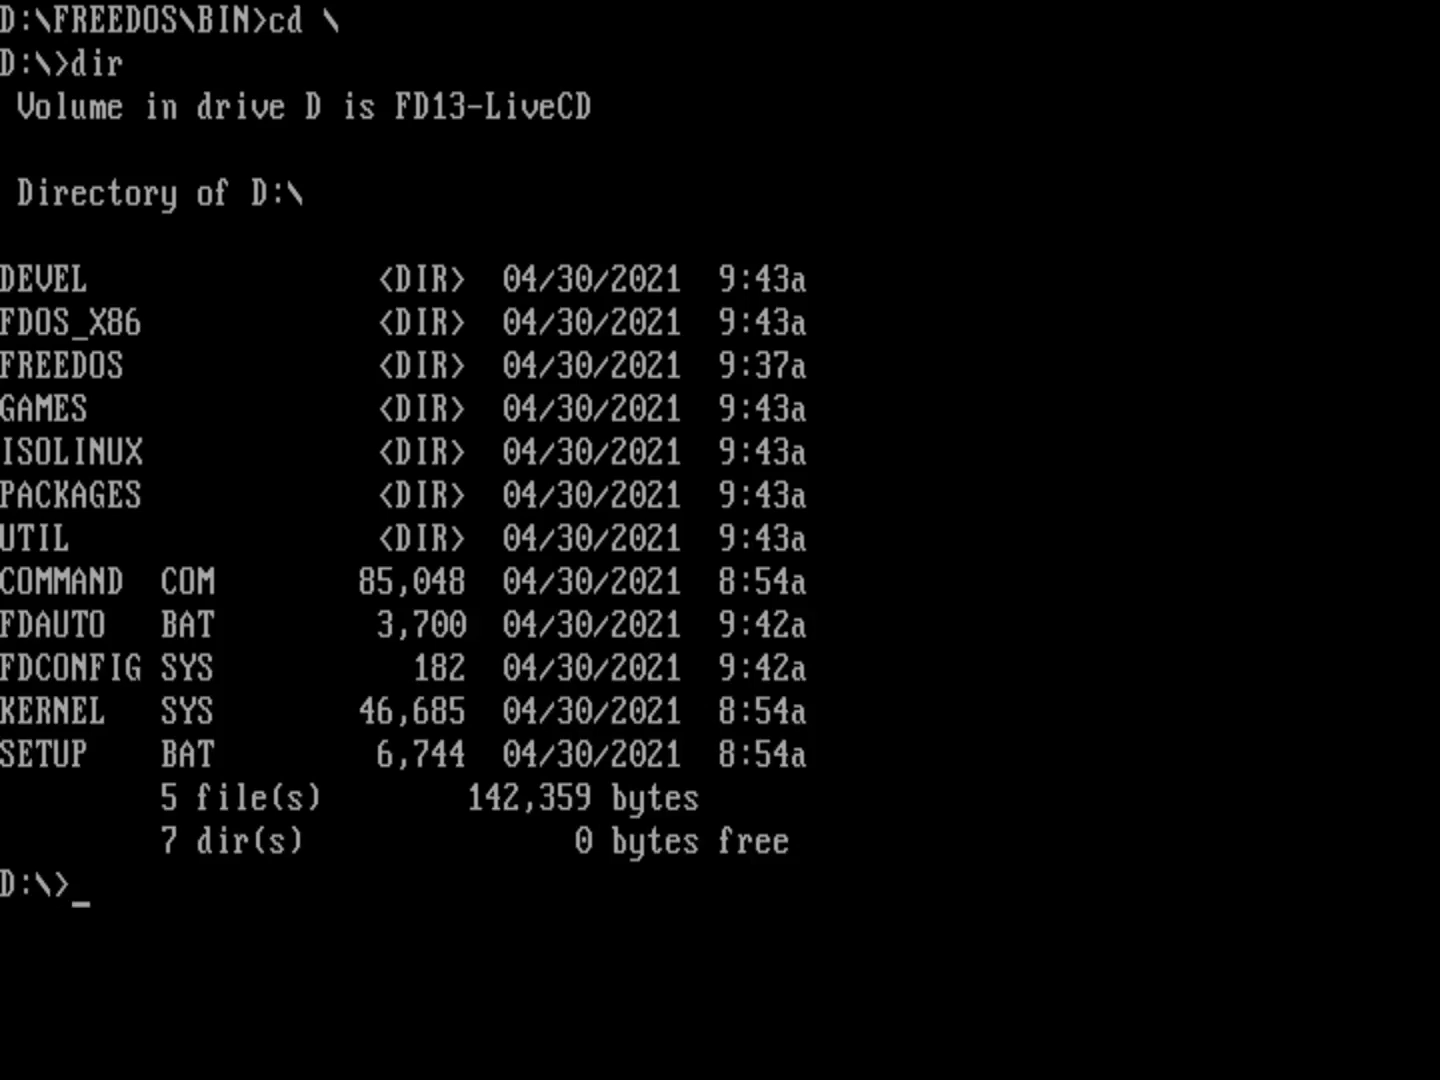 D:\FREEDOS\BIN>cd \
D:\>dir
 Volume in drive D is FD13-LiveCD
 Directory of D:\
DEVEL                <DIR>  04/30/2021  9:43a
FDOS_X86             <DIR>  04/30/2021  9:43a
FREEDOS              <DIR>  04/30/2021  9:37a
GAMES                <DIR>  04/30/2021  9:43a
ISOLINUX             <DIR>  04/30/2021  9:43a
PACKAGES             <DIR>  04/30/2021  9:43a
UTIL                 <DIR>  04/30/2021  9:43a
COMMAND  COM        85,048  04/30/2021  8:54a
FDAUTO   BAT         3,700  04/30/2021  9:42a
FDCONFIG SYS           182  04/30/2021  9:42a
KERNEL   SYS        46,685  04/30/2021  8:54a
SETUP    BAT         6,744  04/30/2021  8:54a
         5 file(s)        142,359 bytes
         7 dir(s)               0 bytes free
D:\>_